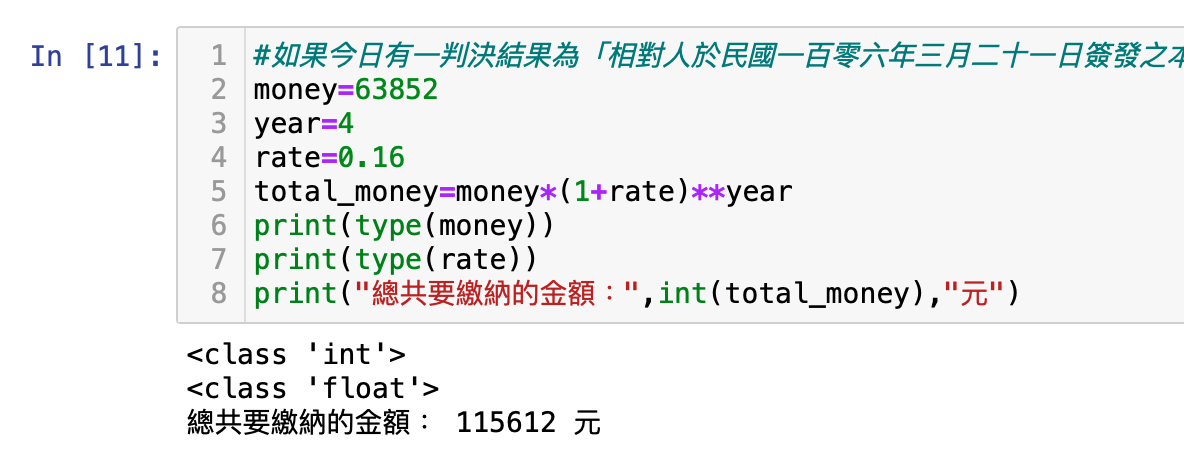 In [11]:
1 #如果今日有一判決結果為「相對人於民國一百零六年三月二十一日簽發之本
2 money=63852
3 year=4
4 rate=0.16
5 total_money=money*(1+rate)**year
6 print(type(money))
7 print(type(rate))
8 print("總共要繳納的金額：",int(total_money),"元")
<class 'int'>
<class 'float'>
總共要繳納的金額： 115612 元